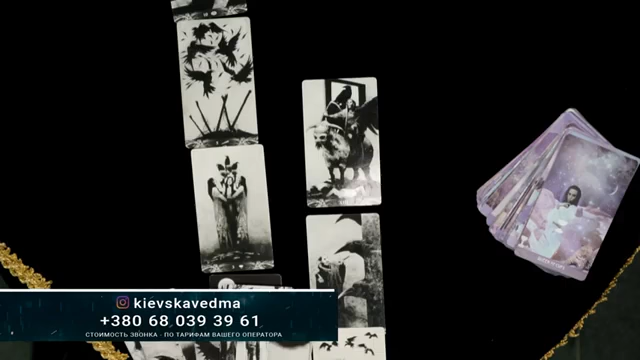 kievskavedma
+380 68 039 39 61
СТОИМОСТЬ ЗВОНКА - ПО ТАРИФАМ ВАШЕГО ОПЕРАТОРА